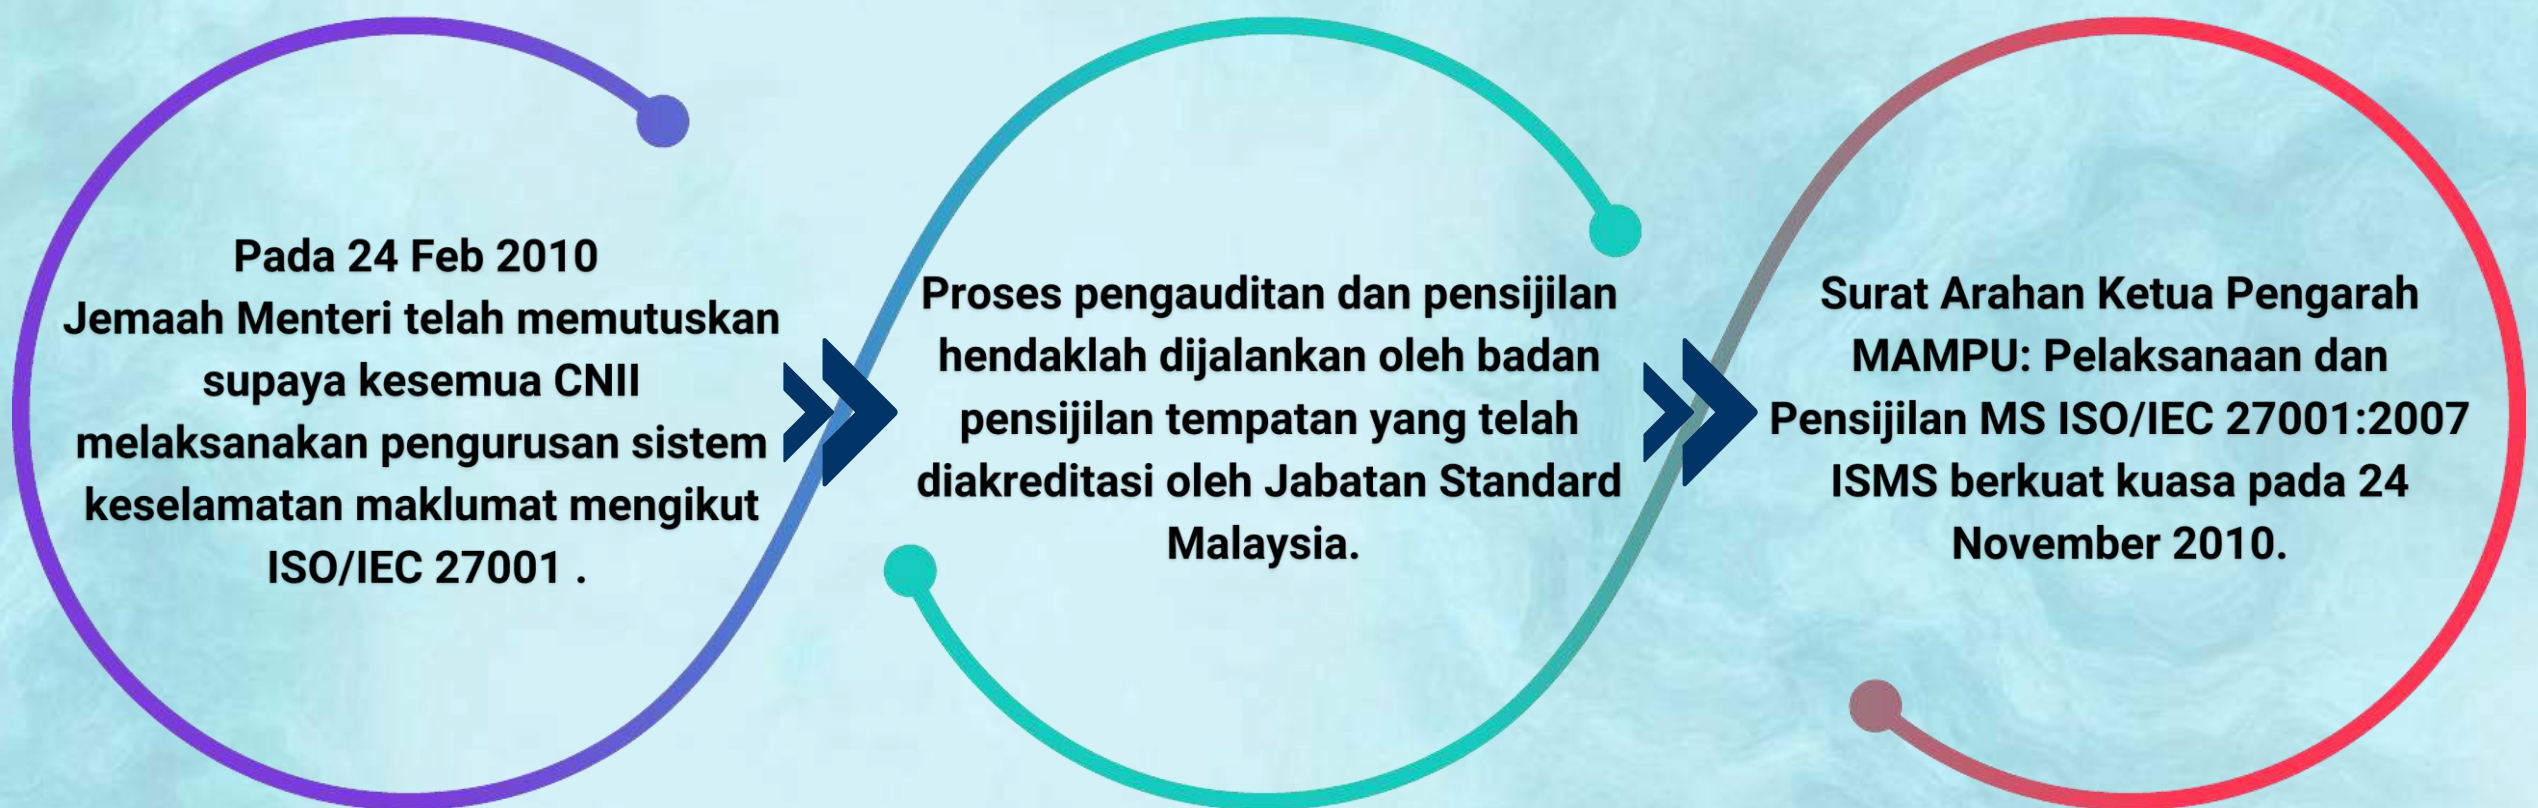 Pada 24 Feb 2010
Jemaah Menteri telah memutuskan
supaya kesemua CNII
melaksanakan pengurusan sistem
keselamatan maklumat mengikut
ISO/IEC 27001 .
Proses pengauditan dan pensijilan
hendaklah dijalankan oleh badan
pensijilan tempatan yang telah
diakreditasi oleh Jabatan Standard
Malaysia.
Surat Arahan Ketua Pengarah
MAMPU: Pelaksanaan dan
Pensijilan MS ISO/IEC 27001:2007
ISMS berkuat kuasa pada 24
November 2010.